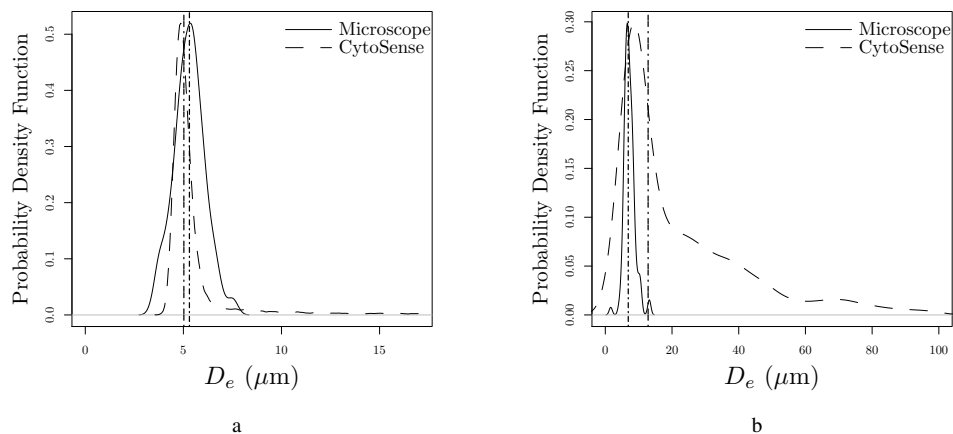 Microscope
CytoSense
Probability Density Function
0.0 0.1 0.2 0.3 0.4 0.5
0 5 10 15
D_e (μm)
a
Microscope
CytoSense
Probability Density Function
0.00 0.05 0.10 0.15 0.20 0.25 0.30
0 20 40 60 80 100
D_e (μm)
b